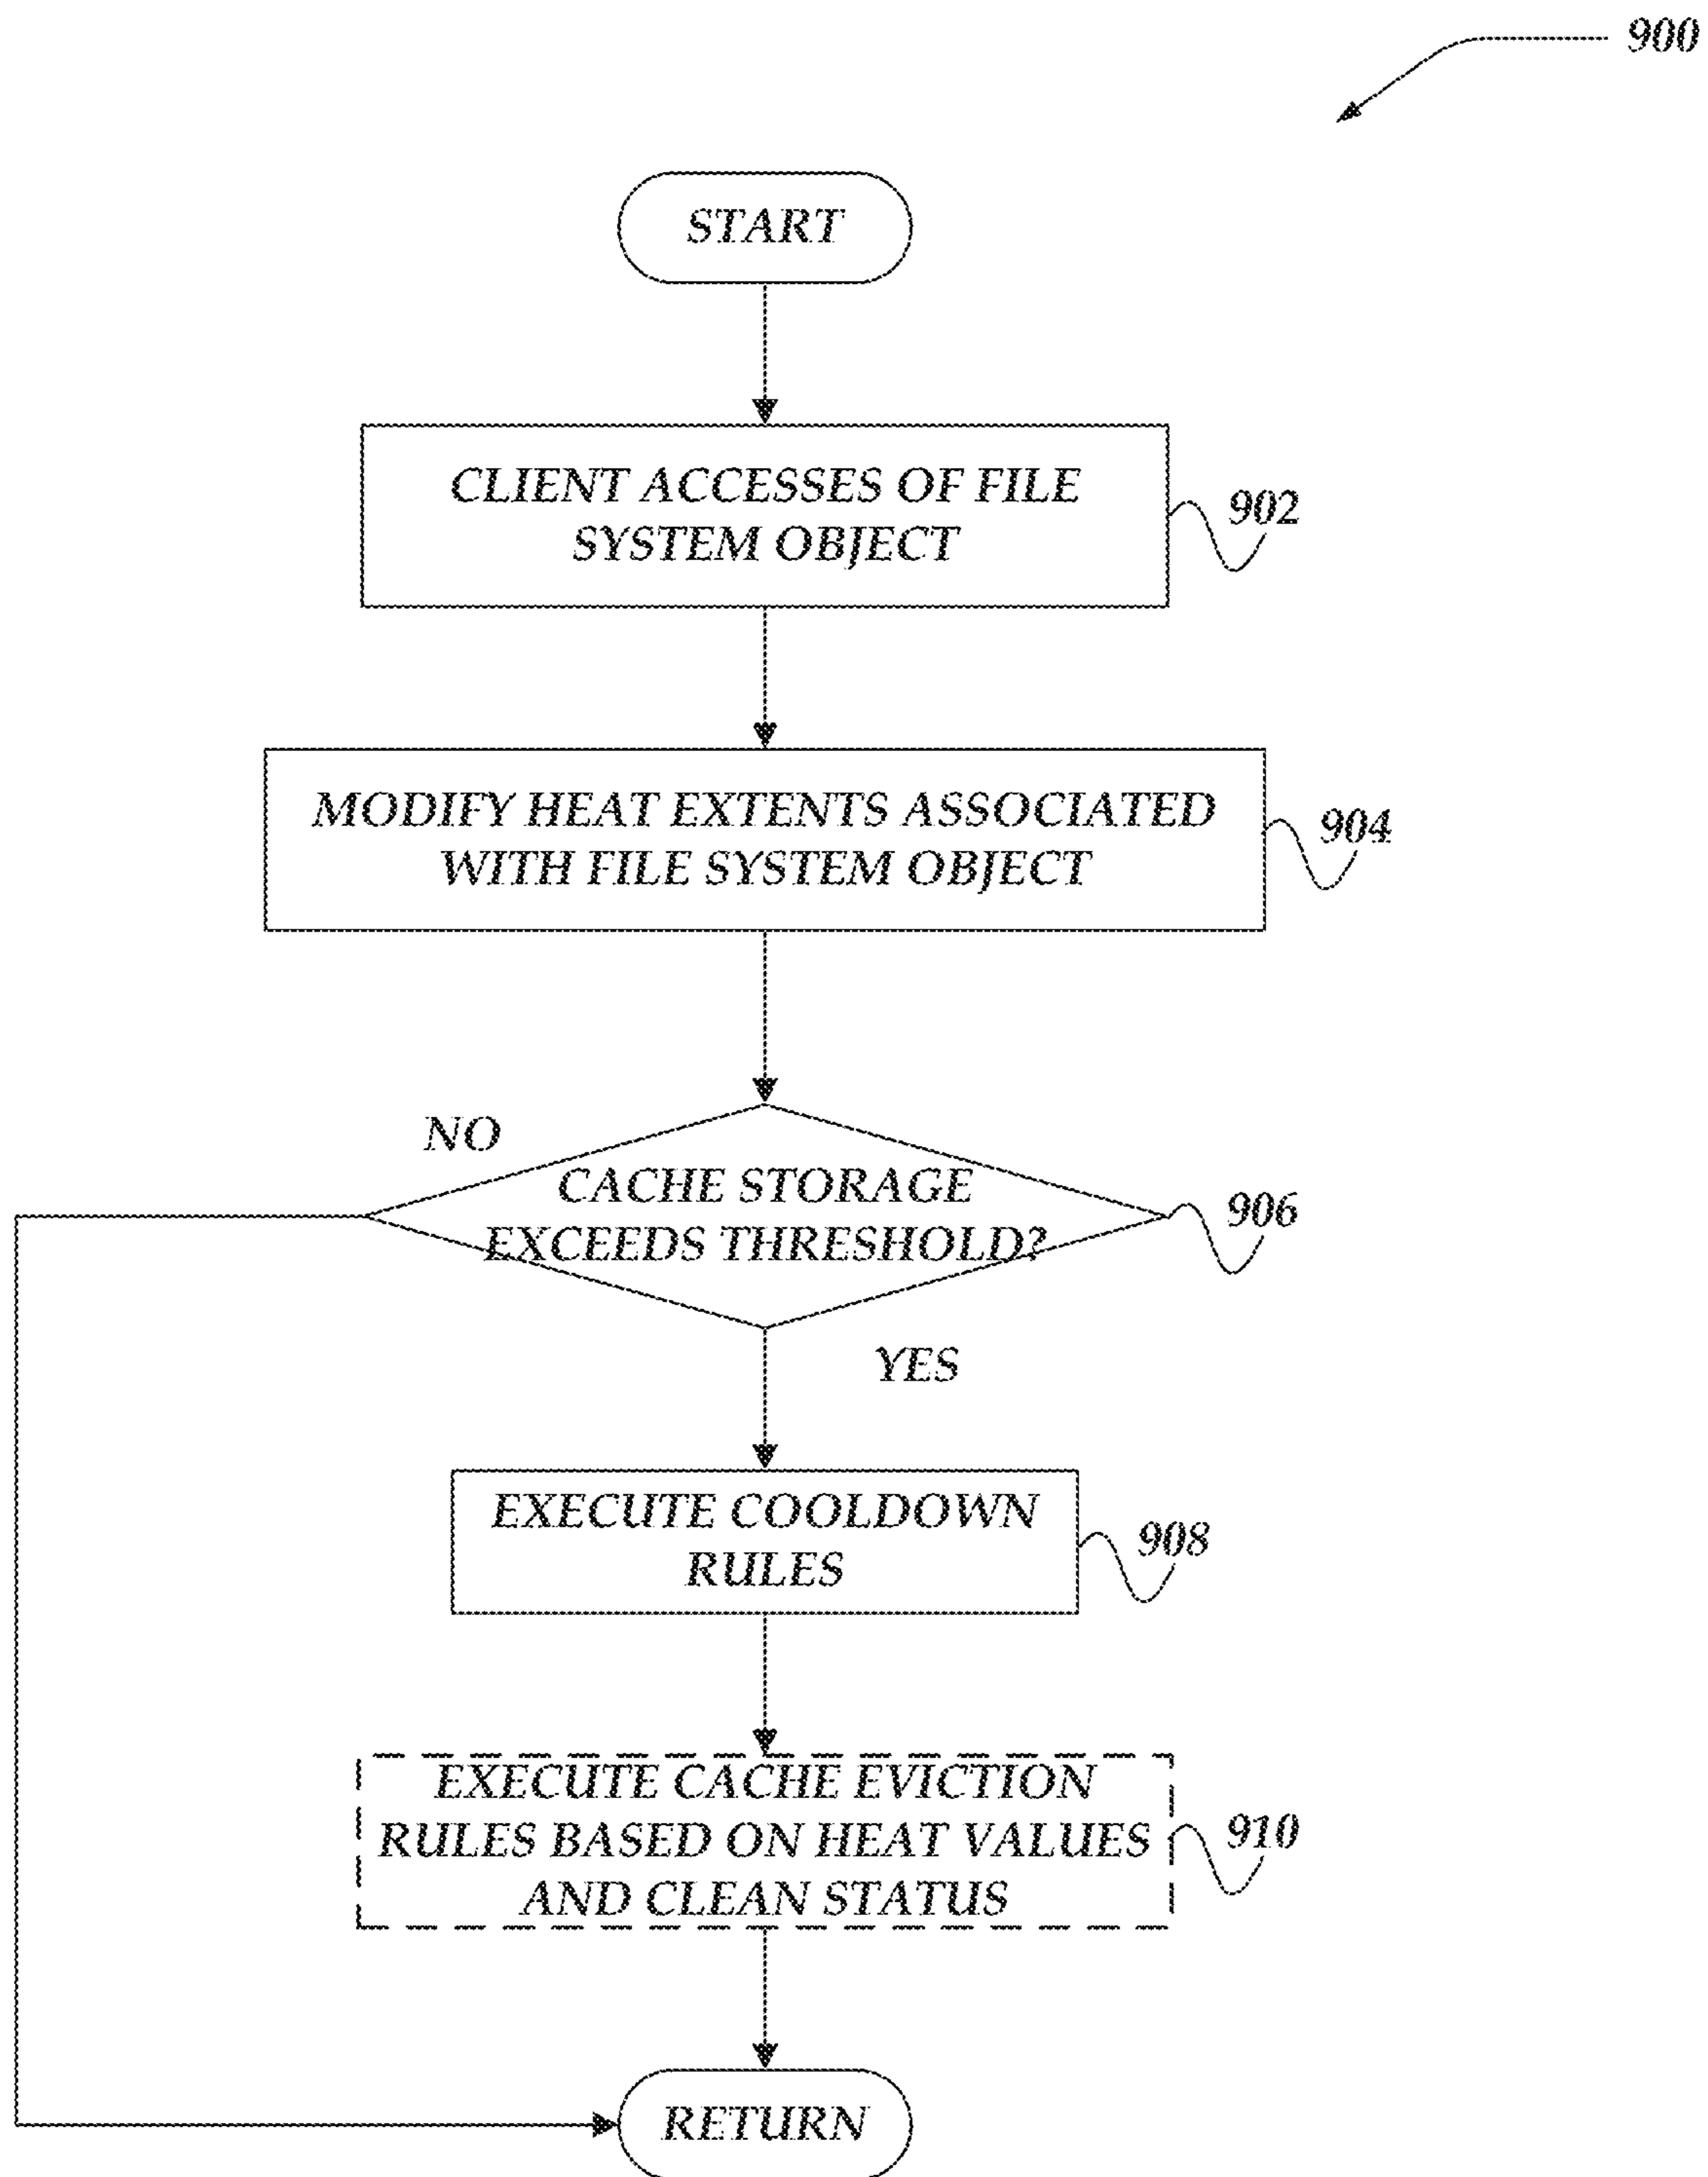 900
START
CLIENT ACCESSES OF FILE
SYSTEM OBJECT
902
MODIFY HEAT EXTENTS ASSOCIATED
WITH FILE SYSTEM OBJECT
904
NO
CACHE STORAGE
EXCEEDS THRESHOLD?
906
YES
EXECUTE COOLDOWN
RULES
908
EXECUTE CACHE EVICTION
RULES BASED ON HEAT VALUES
AND CLEAN STATUS
910
RETURN